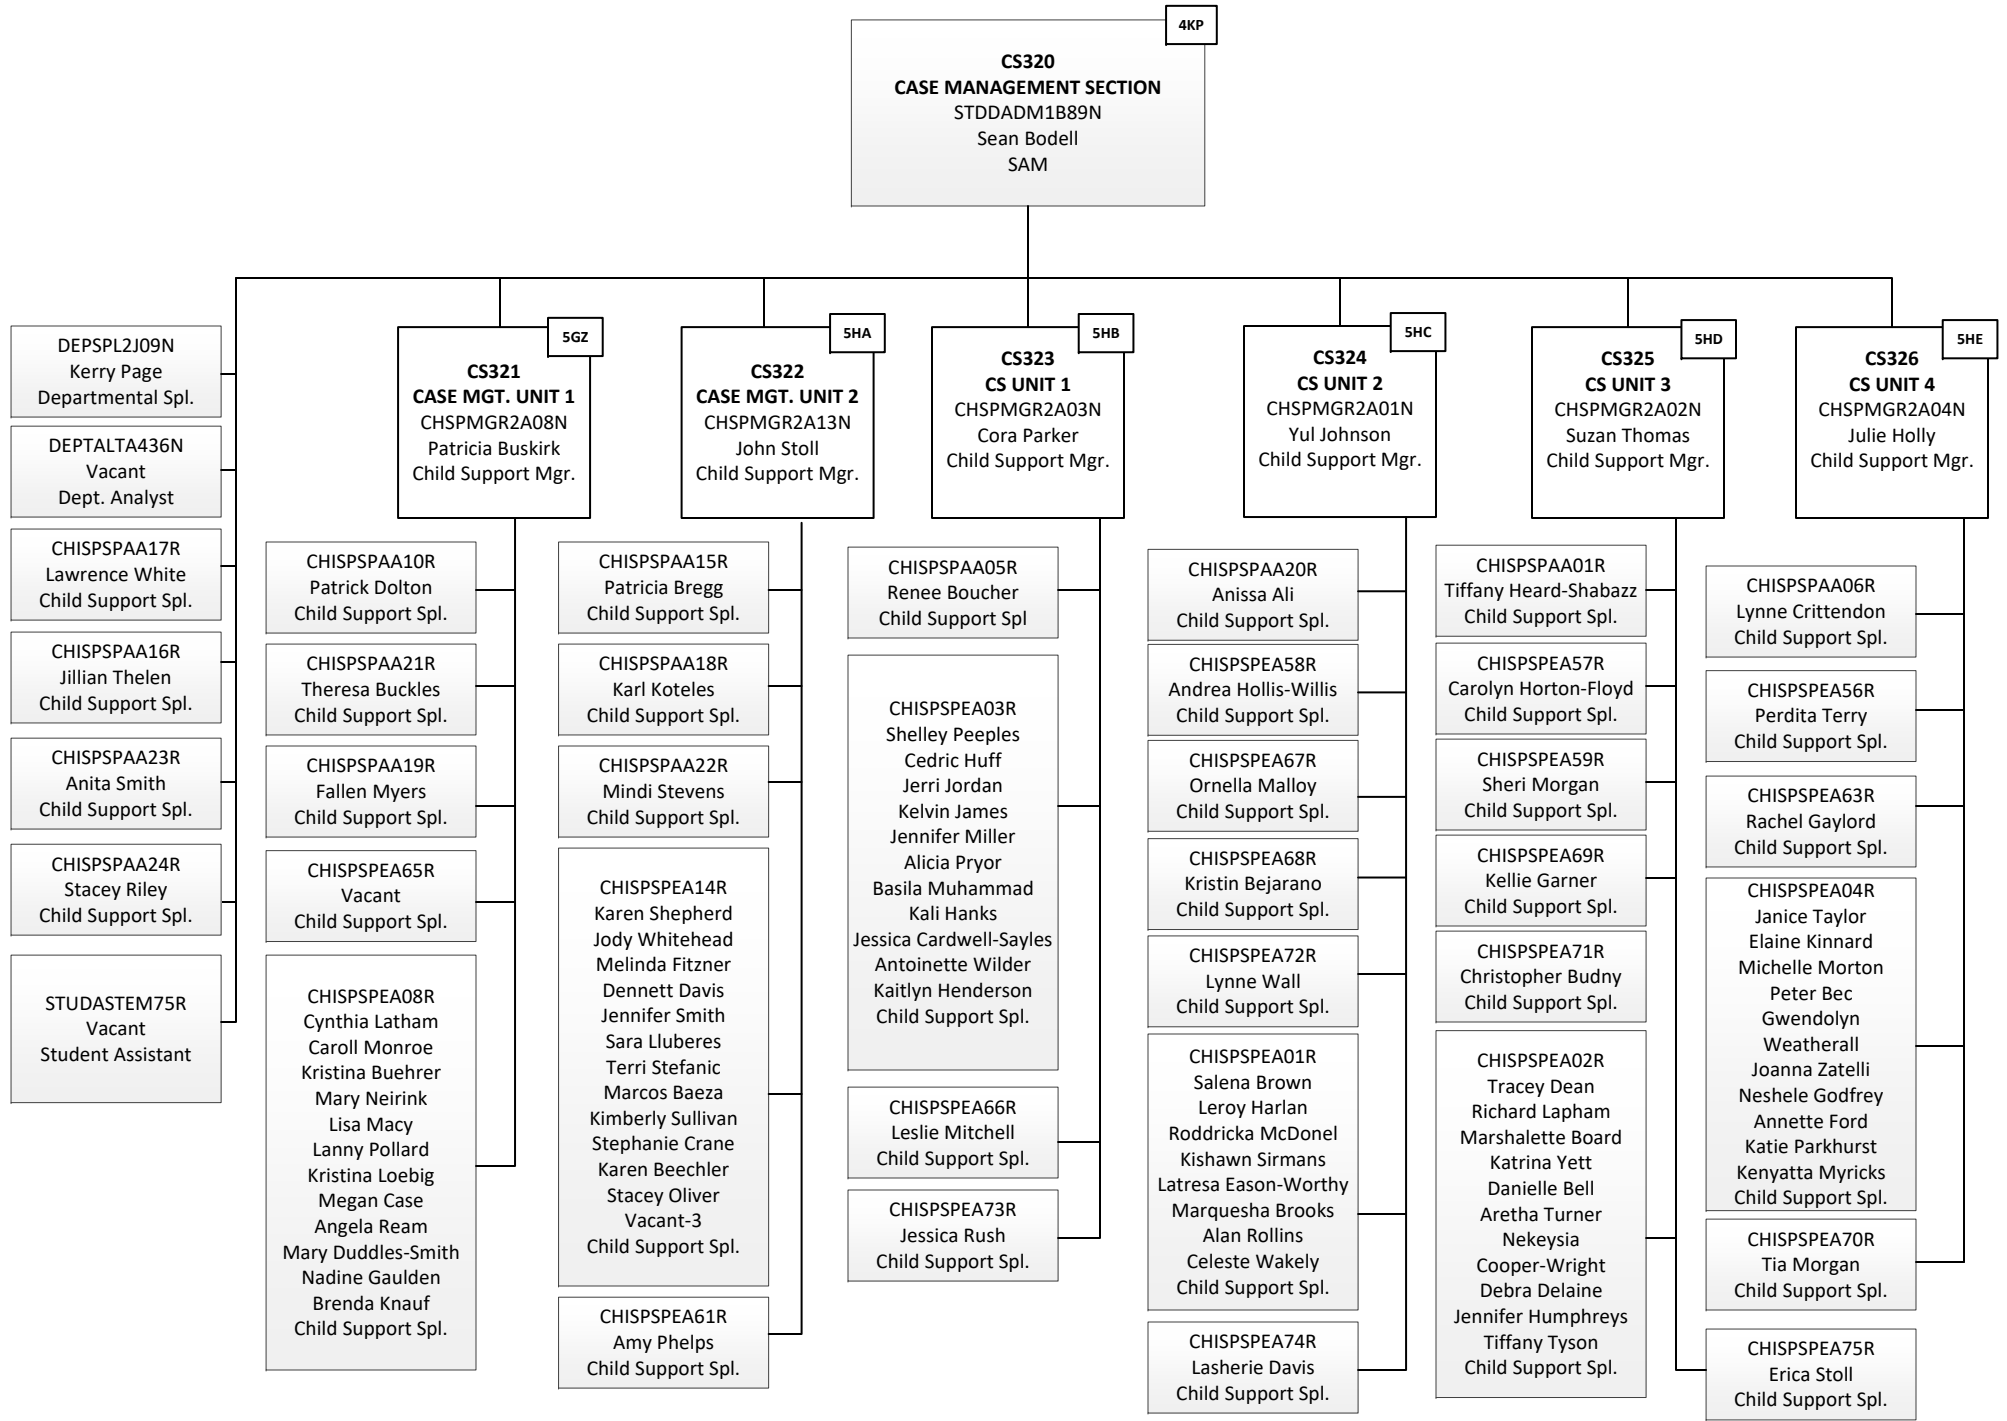 4KP
CS320
CASE MANAGEMENT SECTION
STDDADM1B89N
Sean Bodell
SAM
DEPSPL2J09N
Kerry Page
Departmental Spl.
DEPTALTA436N
Vacant
Dept. Analyst
CHISPSPAA17R
Lawrence White
Child Support Spl.
CHISPSPAA16R
Jillian Thelen
Child Support Spl.
CHISPSPAA23R
Anita Smith
Child Support Spl.
CHISPSPAA24R
Stacey Riley
Child Support Spl.
STUDASTEM75R
Vacant
Student Assistant
5GZ
CS321
CASE MGT. UNIT 1
CHSPMGR2A08N
Patricia Buskirk
Child Support Mgr.
CHISPSPAA10R
Patrick Dolton
Child Support Spl.
CHISPSPAA21R
Theresa Buckles
Child Support Spl.
CHISPSPAA19R
Fallen Myers
Child Support Spl.
CHISPSPEA65R
Vacant
Child Support Spl.
CHISPSPEA08R
Cynthia Latham
Caroll Monroe
Kristina Buehrer
Mary Neirink
Lisa Macy
Lanny Pollard
Kristina Loebig
Megan Case
Angela Ream
Mary Duddles-Smith
Nadine Gaulden
Brenda Knauf
Child Support Spl.
5HA
CS322
CASE MGT. UNIT 2
CHSPMGR2A13N
John Stoll
Child Support Mgr.
CHISPSPAA15R
Patricia Bregg
Child Support Spl.
CHISPSPAA18R
Karl Koteles
Child Support Spl.
CHISPSPAA22R
Mindi Stevens
Child Support Spl.
CHISPSPEA14R
Karen Shepherd
Jody Whitehead
Melinda Fitzner
Dennett Davis
Jennifer Smith
Sara Lluberes
Terri Stefanic
Marcos Baeza
Kimberly Sullivan
Stephanie Crane
Karen Beechler
Stacey Oliver
Vacant-3
Child Support Spl.
CHISPSPEA61R
Amy Phelps
Child Support Spl.
5HB
CS323
CS UNIT 1
CHSPMGR2A03N
Cora Parker
Child Support Mgr.
CHISPSPAA05R
Renee Boucher
Child Support Spl
CHISPSPEA03R
Shelley Peeples
Cedric Huff
Jerri Jordan
Kelvin James
Jennifer Miller
Alicia Pryor
Basila Muhammad
Kali Hanks
Jessica Cardwell-Sayles
Antoinette Wilder
Kaitlyn Henderson
Child Support Spl.
CHISPSPEA66R
Leslie Mitchell
Child Support Spl.
CHISPSPEA73R
Jessica Rush
Child Support Spl.
5HC
CS324
CS UNIT 2
CHSPMGR2A01N
Yul Johnson
Child Support Mgr.
CHISPSPAA20R
Anissa Ali
Child Support Spl.
CHISPSPEA58R
Andrea Hollis-Willis
Child Support Spl.
CHISPSPEA67R
Ornella Malloy
Child Support Spl.
CHISPSPEA68R
Kristin Bejarano
Child Support Spl.
CHISPSPEA72R
Lynne Wall
Child Support Spl.
CHISPSPEA01R
Salena Brown
Leroy Harlan
Roddricka McDonel
Kishawn Sirmans
Latresa Eason-Worthy
Marquesha Brooks
Alan Rollins
Celeste Wakely
Child Support Spl.
CHISPSPEA74R
Lasherie Davis
Child Support Spl.
5HD
CS325
CS UNIT 3
CHSPMGR2A02N
Suzan Thomas
Child Support Mgr.
CHISPSPAA01R
Tiffany Heard-Shabazz
Child Support Spl.
CHISPSPEA57R
Carolyn Horton-Floyd
Child Support Spl.
CHISPSPEA59R
Sheri Morgan
Child Support Spl.
CHISPSPEA69R
Kellie Garner
Child Support Spl.
CHISPSPEA71R
Christopher Budny
Child Support Spl.
CHISPSPEA02R
Tracey Dean
Richard Lapham
Marshalette Board
Katrina Yett
Danielle Bell
Aretha Turner
Nekeysia
Cooper-Wright
Debra Delaine
Jennifer Humphreys
Tiffany Tyson
Child Support Spl.
5HE
CS326
CS UNIT 4
CHSPMGR2A04N
Julie Holly
Child Support Mgr.
CHISPSPAA06R
Lynne Crittendon
Child Support Spl.
CHISPSPEA56R
Perdita Terry
Child Support Spl.
CHISPSPEA63R
Rachel Gaylord
Child Support Spl.
CHISPSPEA04R
Janice Taylor
Elaine Kinnard
Michelle Morton
Peter Bec
Gwendolyn
Weatherall
Joanna Zatelli
Neshele Godfrey
Annette Ford
Katie Parkhurst
Kenyatta Myricks
Child Support Spl.
CHISPSPEA70R
Tia Morgan
Child Support Spl.
CHISPSPEA75R
Erica Stoll
Child Support Spl.